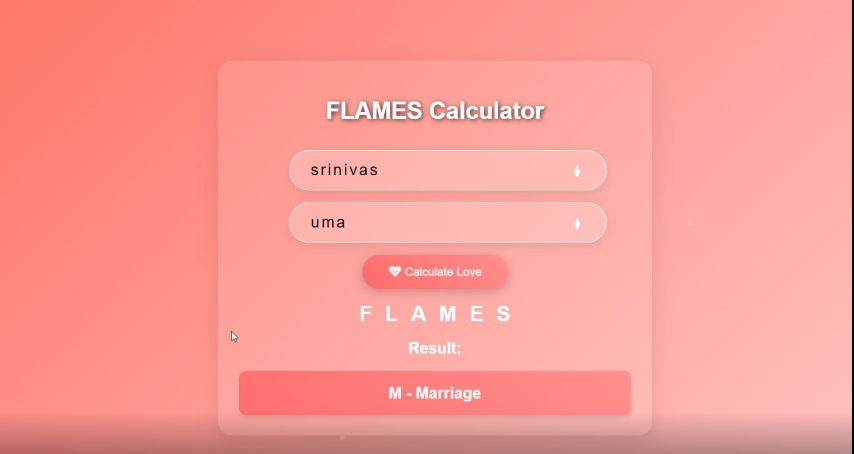 FLAMES Calculator
srinivas
uma
Calculate Love
F L A M E S
Result:
M - Marriage